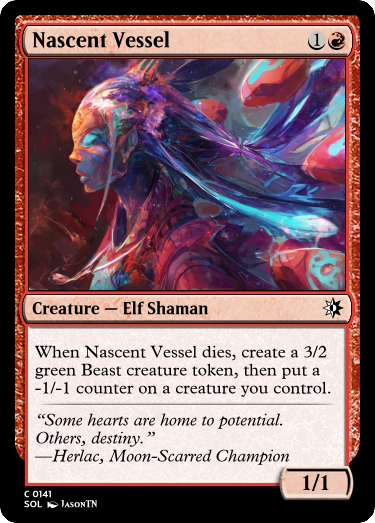 Nascent Vessel 1
Creature — Elf Shaman
When Nascent Vessel dies, create a 3/2
green Beast creature token, then put a
-1/-1 counter on a creature you control.
“Some hearts are home to potential.
Others, destiny.”
—Herlac, Moon-Scarred Champion
1/1
C 0141
SOL JasonTN